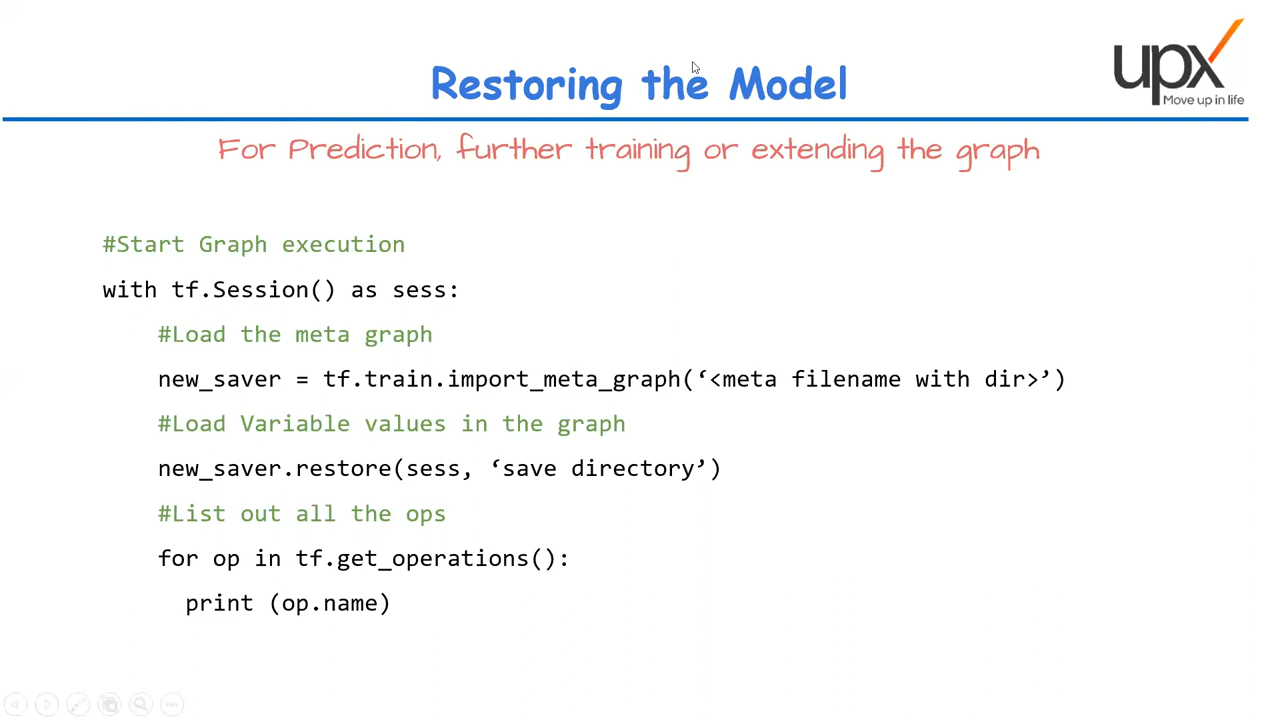 upx
Move up in life
Restoring the Model
For Prediction, further training or extending the graph
#Start Graph execution
with tf.Session() as sess:
#Load the meta graph
new_saver = tf.train.import_meta_graph(‘<meta filename with dir>’)
#Load Variable values in the graph
new_saver.restore(sess, ‘save directory’)
#List out all the ops
for op in tf.get_operations():
print (op.name)